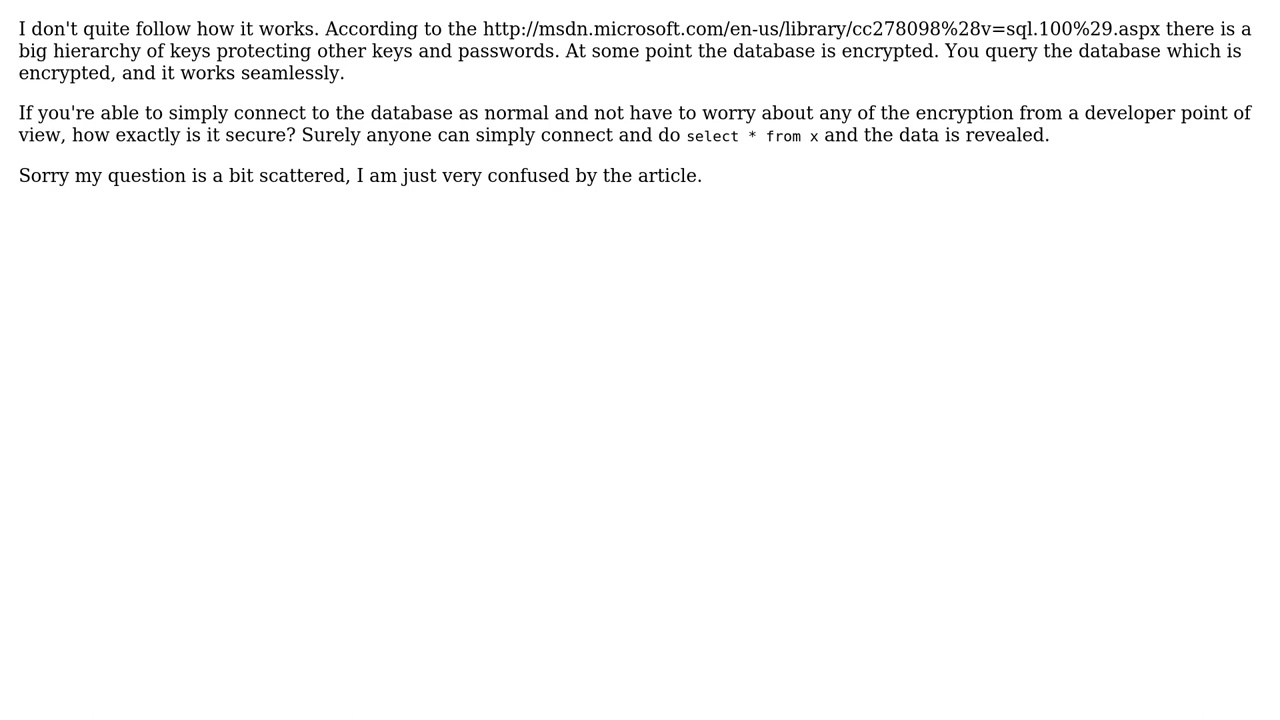 I don't quite follow how it works. According to the http://msdn.microsoft.com/en-us/library/cc278098%28v=sql.100%29.aspx there is a
big hierarchy of keys protecting other keys and passwords. At some point the database is encrypted. You query the database which is
encrypted, and it works seamlessly.
If you're able to simply connect to the database as normal and not have to worry about any of the encryption from a developer point of
view, how exactly is it secure? Surely anyone can simply connect and do select * from x and the data is revealed.
Sorry my question is a bit scattered, I am just very confused by the article.